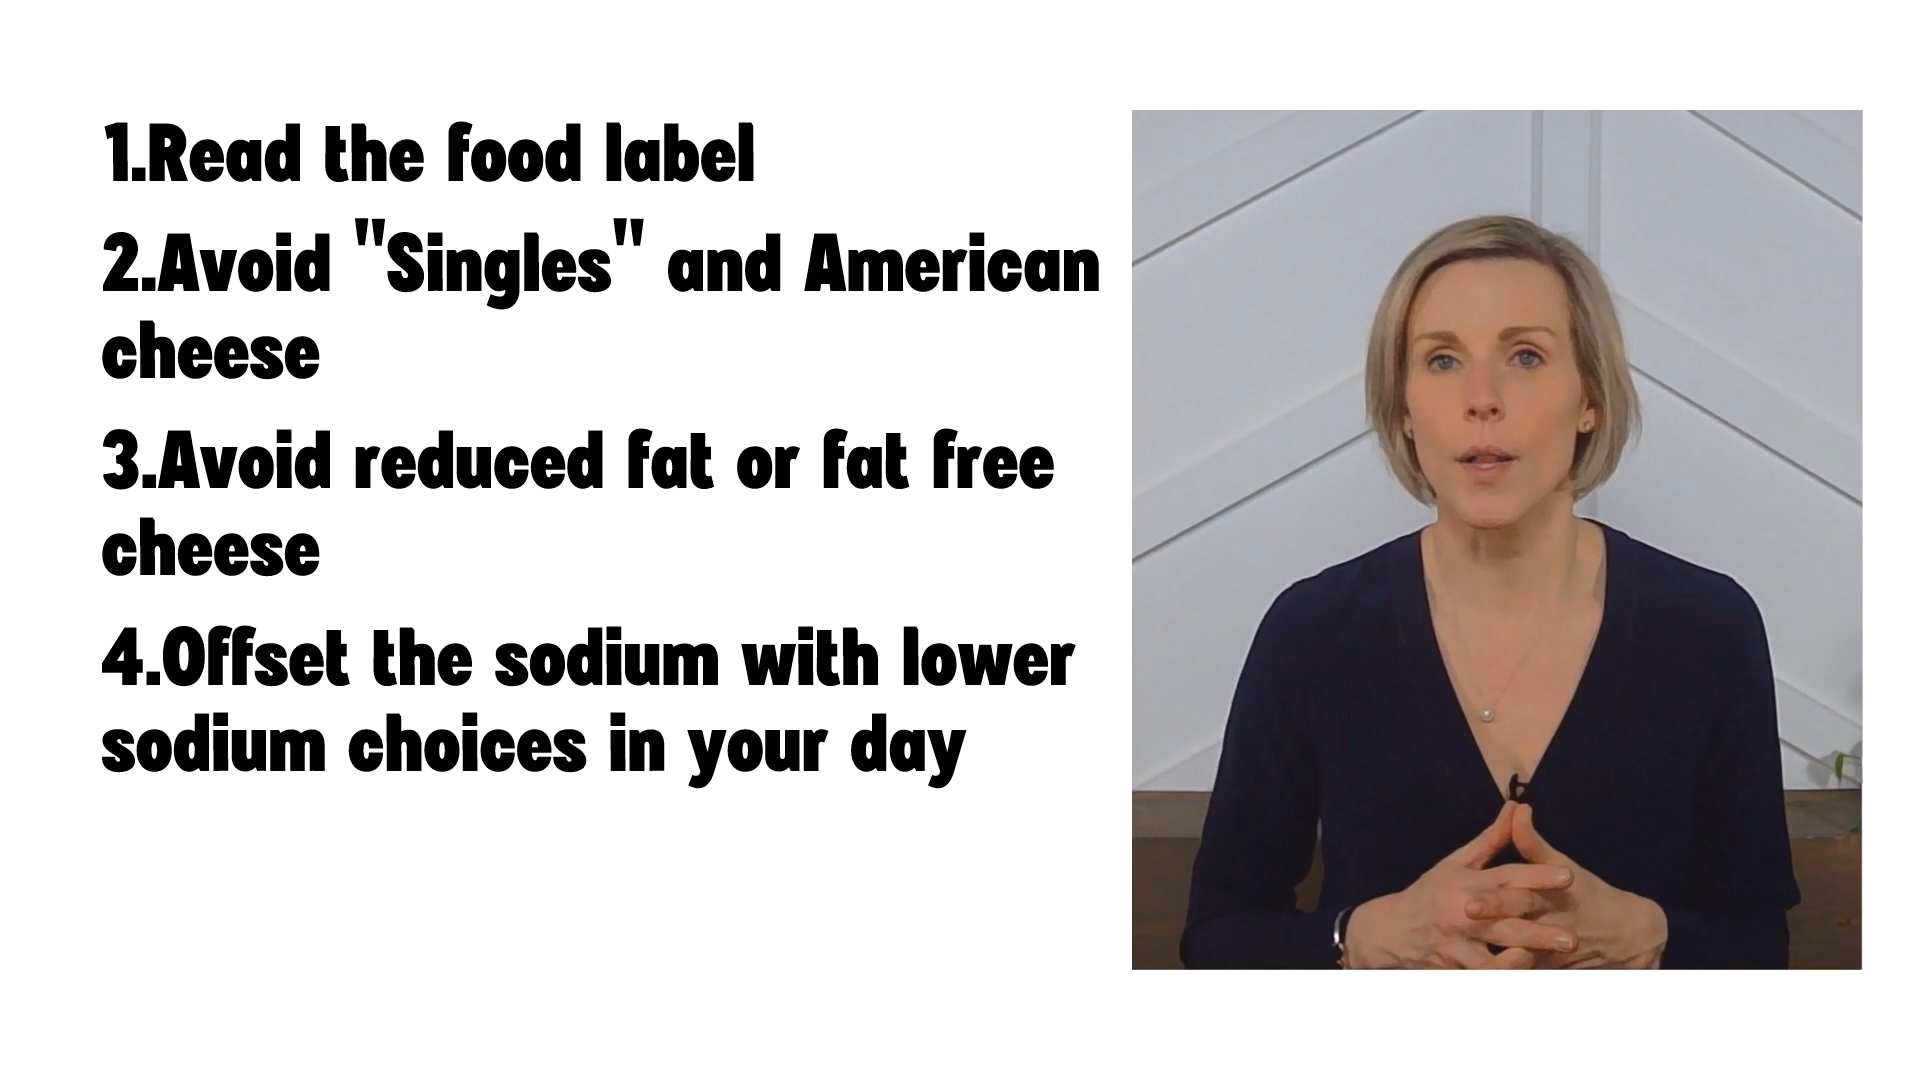 1.Read the food label
2.Avoid "Singles" and American
cheese
3.Avoid reduced fat or fat free
cheese
4.Offset the sodium with lower
sodium choices in your day